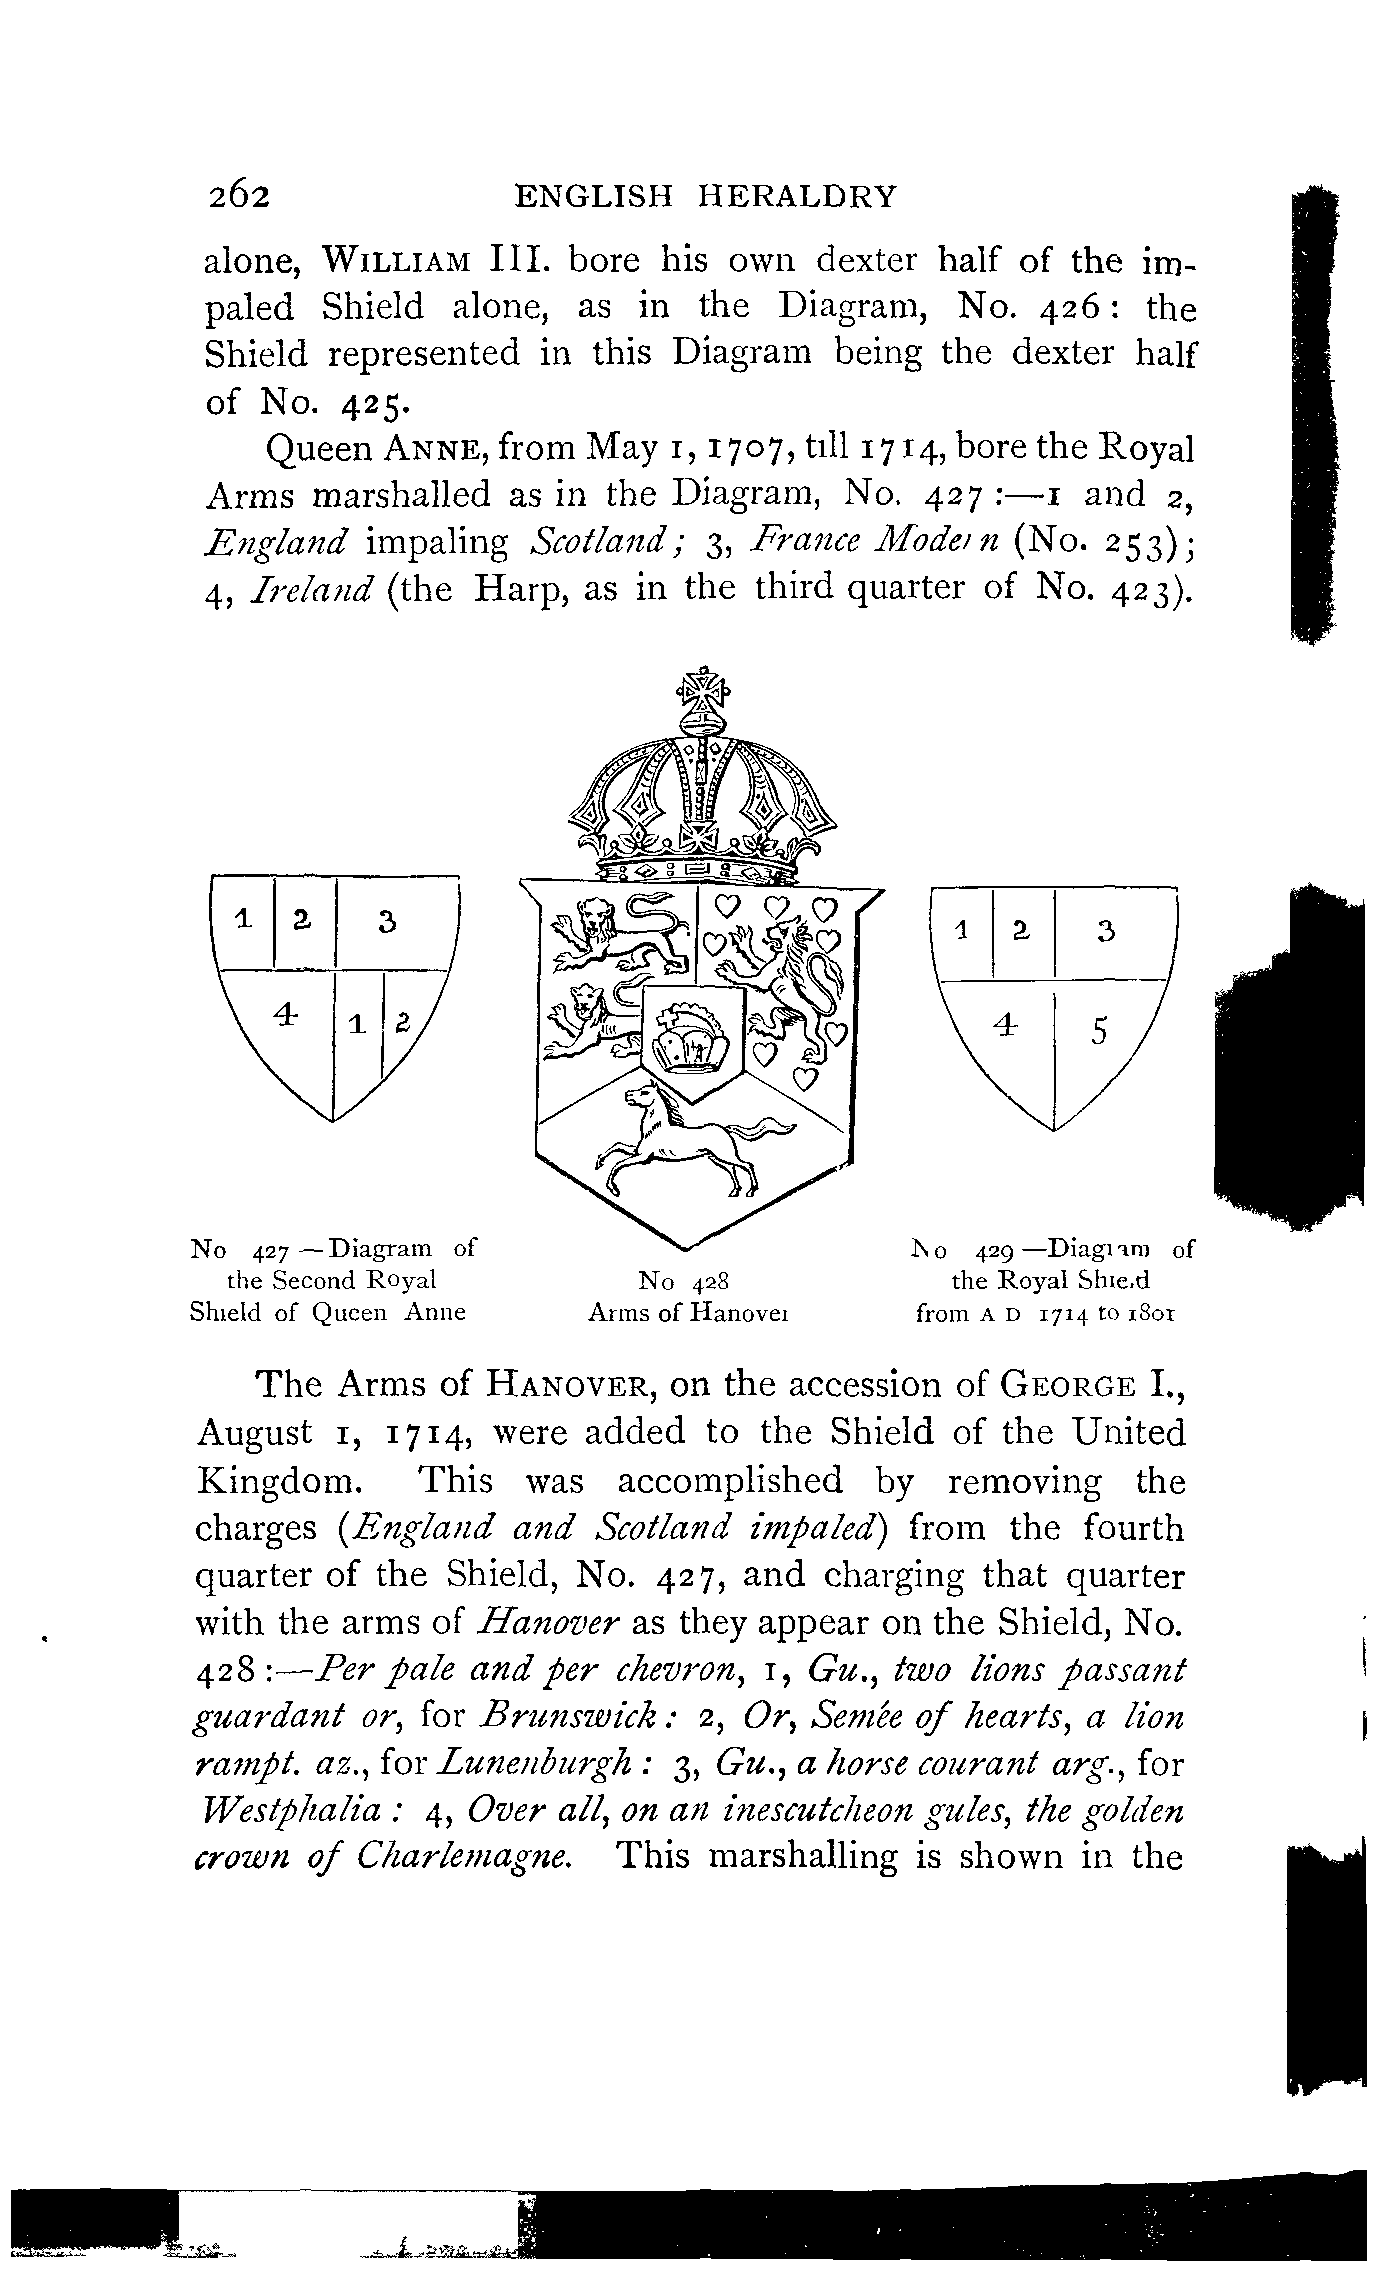 262 ENGLISH HERALDRY
alone, WILLIAM III. bore his own dexter half of the im-
paled Shield alone, as in the Diagram, No. 426: the
Shield represented in this Diagram being the dexter half
of No. 425.
Queen ANNE, from May 1, 1707, till 1714, bore the Royal
Arms marshalled as in the Diagram, No. 427:—1 and 2,
England impaling Scotland; 3, France Modern (No. 253);
4, Ireland (the Harp, as in the third quarter of No. 423).
1 2 3
4 1 2
1 2 3
4 5
No 427 —Diagram of
the Second Royal
Shield of Queen Anne
No 428
Arms of Hanover
No 429 —Diagram of
the Royal Shield
from A D 1714 to 1801
The Arms of HANOVER, on the accession of GEORGE I.,
August 1, 1714, were added to the Shield of the United
Kingdom. This was accomplished by removing the
charges (England and Scotland impaled) from the fourth
quarter of the Shield, No. 427, and charging that quarter
with the arms of Hanover as they appear on the Shield, No.
428:—Per pale and per chevron, 1, Gu., two lions passant
guardant or, for Brunswick: 2, Or, Semée of hearts, a lion
rampt. az., for Lunenburgh: 3, Gu., a horse courant arg., for
Westphalia: 4, Over all, on an inescutcheon gules, the golden
crown of Charlemagne. This marshalling is shown in the